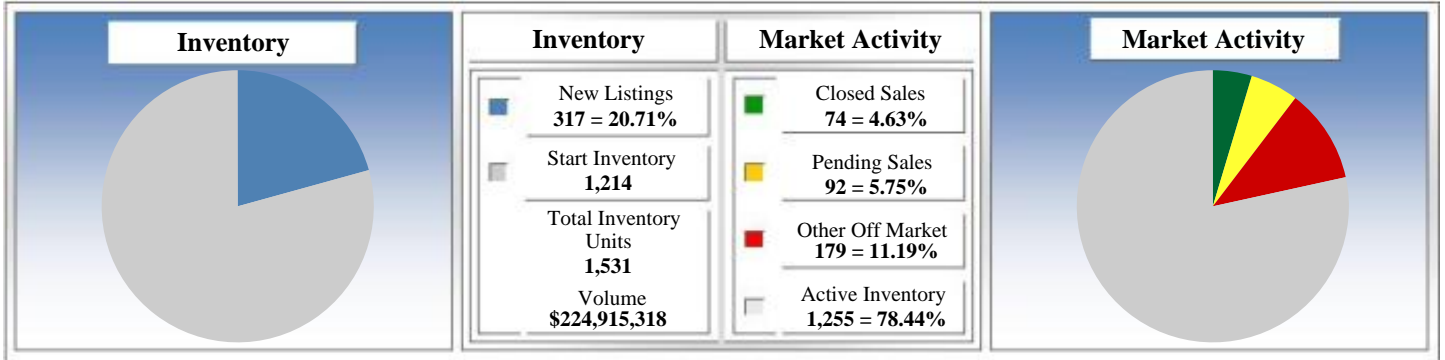 Inventory
Inventory
Market Activity
New Listings
317 = 20.71%
Start Inventory
1,214
Total Inventory
Units
1,531
Volume
$224,915,318
Closed Sales
74 = 4.63%
Pending Sales
92 = 5.75%
Other Off Market
179 = 11.19%
Active Inventory
1,255 = 78.44%
Market Activity